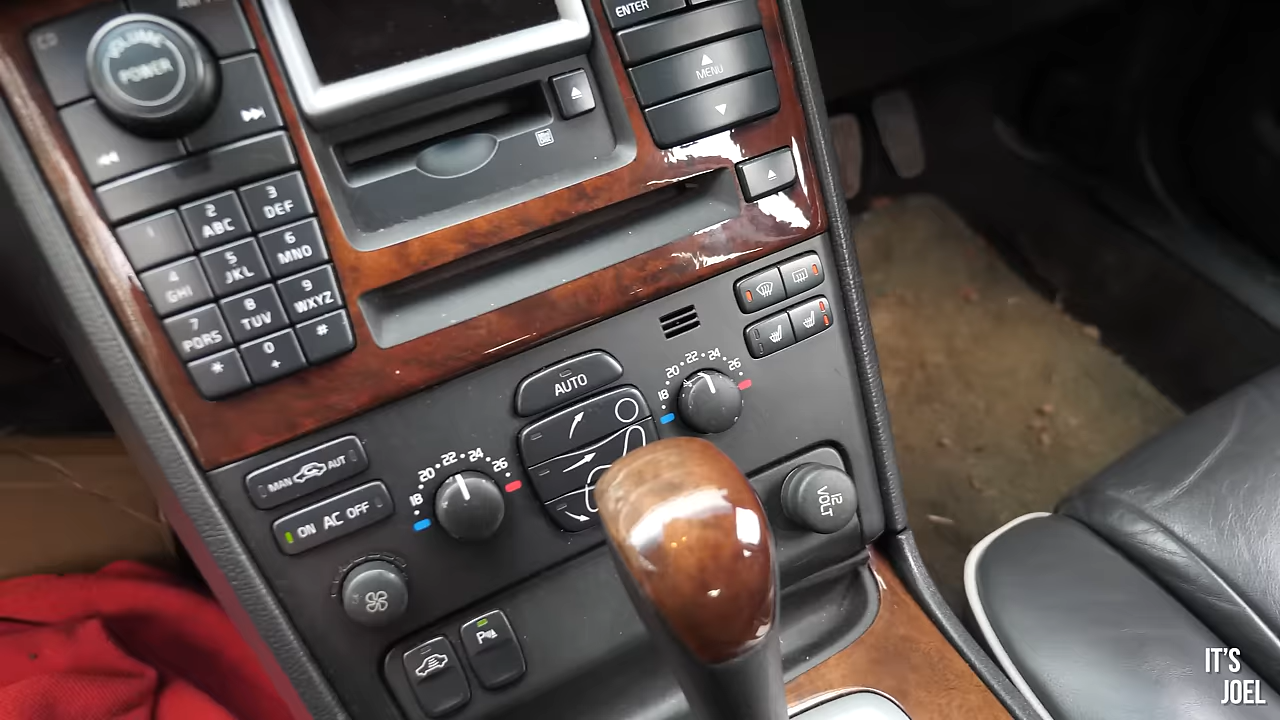 CD
VOLUME
POWER
ENTER
MENU
1
2
ABC
3
DEF
4
GHI
5
JKL
6
MNO
7
PQRS
8
TUV
9
WXYZ
*
0
+
#
AUTO
18 20 22 24 26
MAN AUT
18 20 22 24 26
ON AC OFF
12
VOLT
IT'S
JOEL